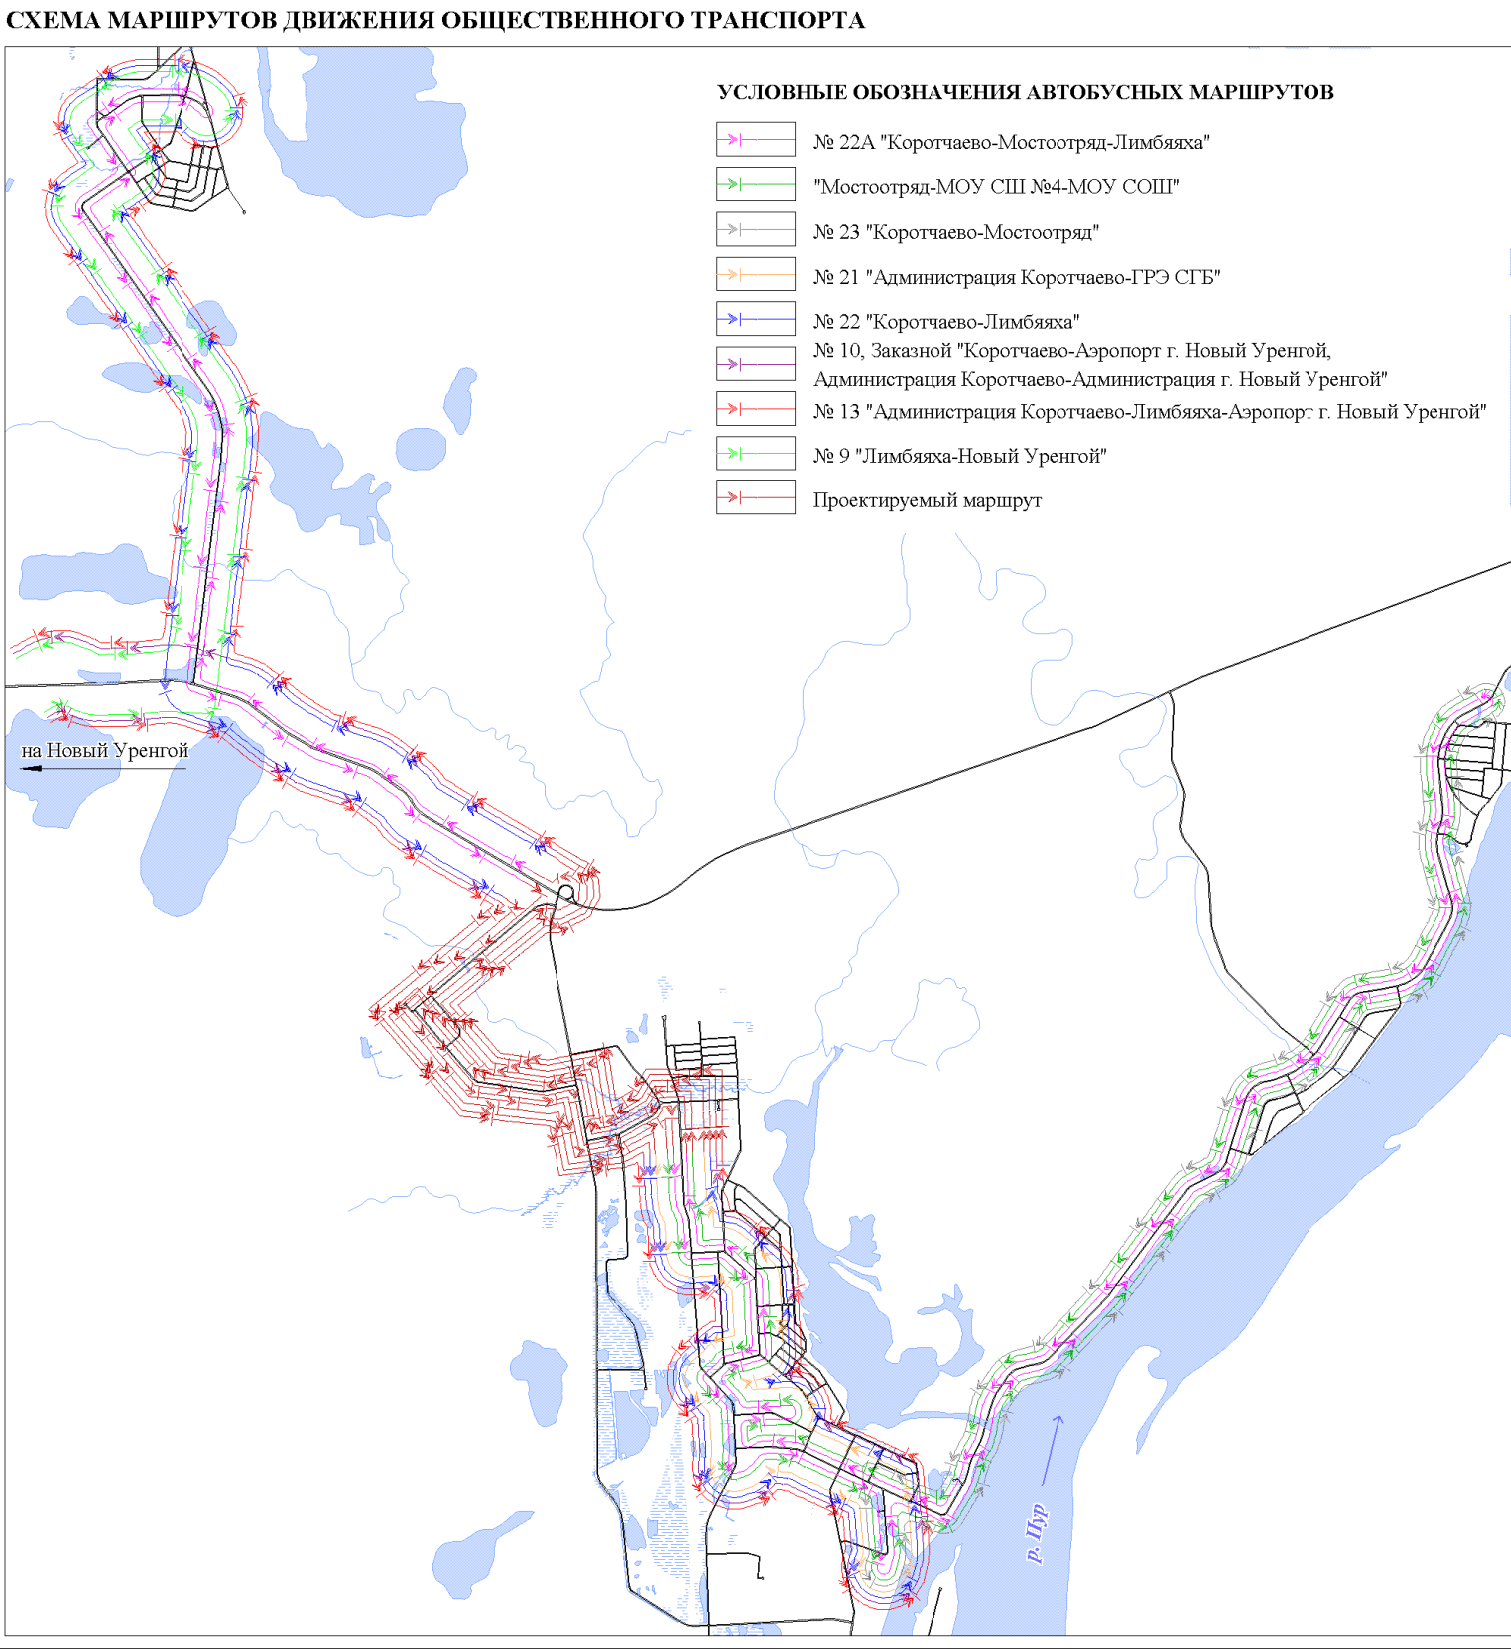 СХЕМА МАРШРУТОВ ДВИЖЕНИЯ ОБЩЕСТВЕННОГО ТРАНСПОРТА
УСЛОВНЫЕ ОБОЗНАЧЕНИЯ АВТОБУСНЫХ МАРШРУТОВ
№ 22А "Коротчаево-Мостоотряд-Лимбяяха"
"Мостоотряд-МОУ СШ №4-МОУ СОШ"
№ 23 "Коротчаево-Мостоотряд"
№ 21 "Администрация Коротчаево-ГРЭ СГБ"
№ 22 "Коротчаево-Лимбяяха"
№ 10, Заказной "Коротчаево-Аэропорт г. Новый Уренгой,
Администрация Коротчаево-Администрация г. Новый Уренгой"
№ 13 "Администрация Коротчаево-Лимбяяха-Аэропорт г. Новый Уренгой"
№ 9 "Лимбяяха-Новый Уренгой"
Проектируемый маршрут
на Новый Уренгой
р. Пур